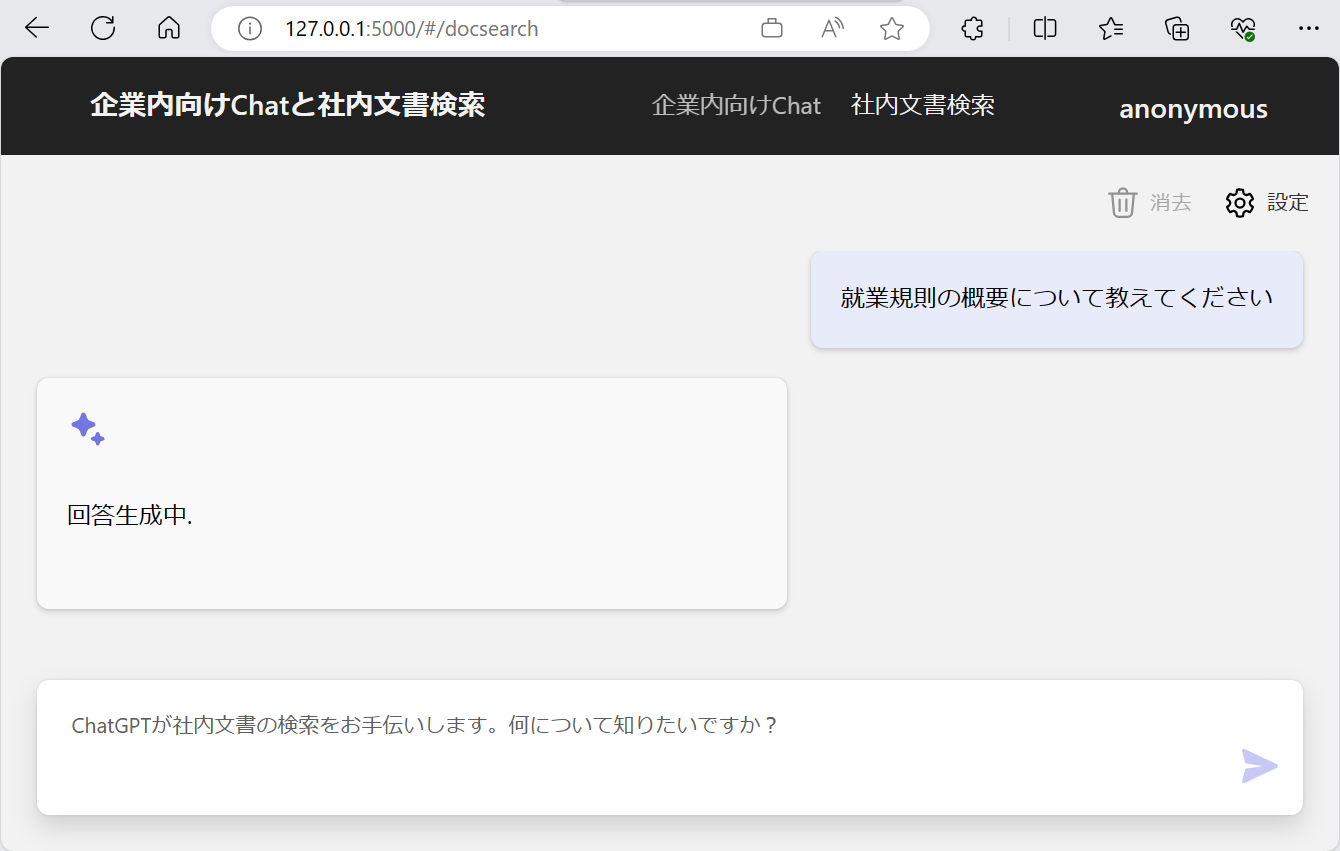 127.0.0.1:5000/#/docsearch
企業内向けChatと社内文書検索
企業内向けChat
社内文書検索
anonymous
消去
設定
就業規則の概要について教えてください
回答生成中.
ChatGPTが社内文書の検索をお手伝いします。何について知りたいですか？